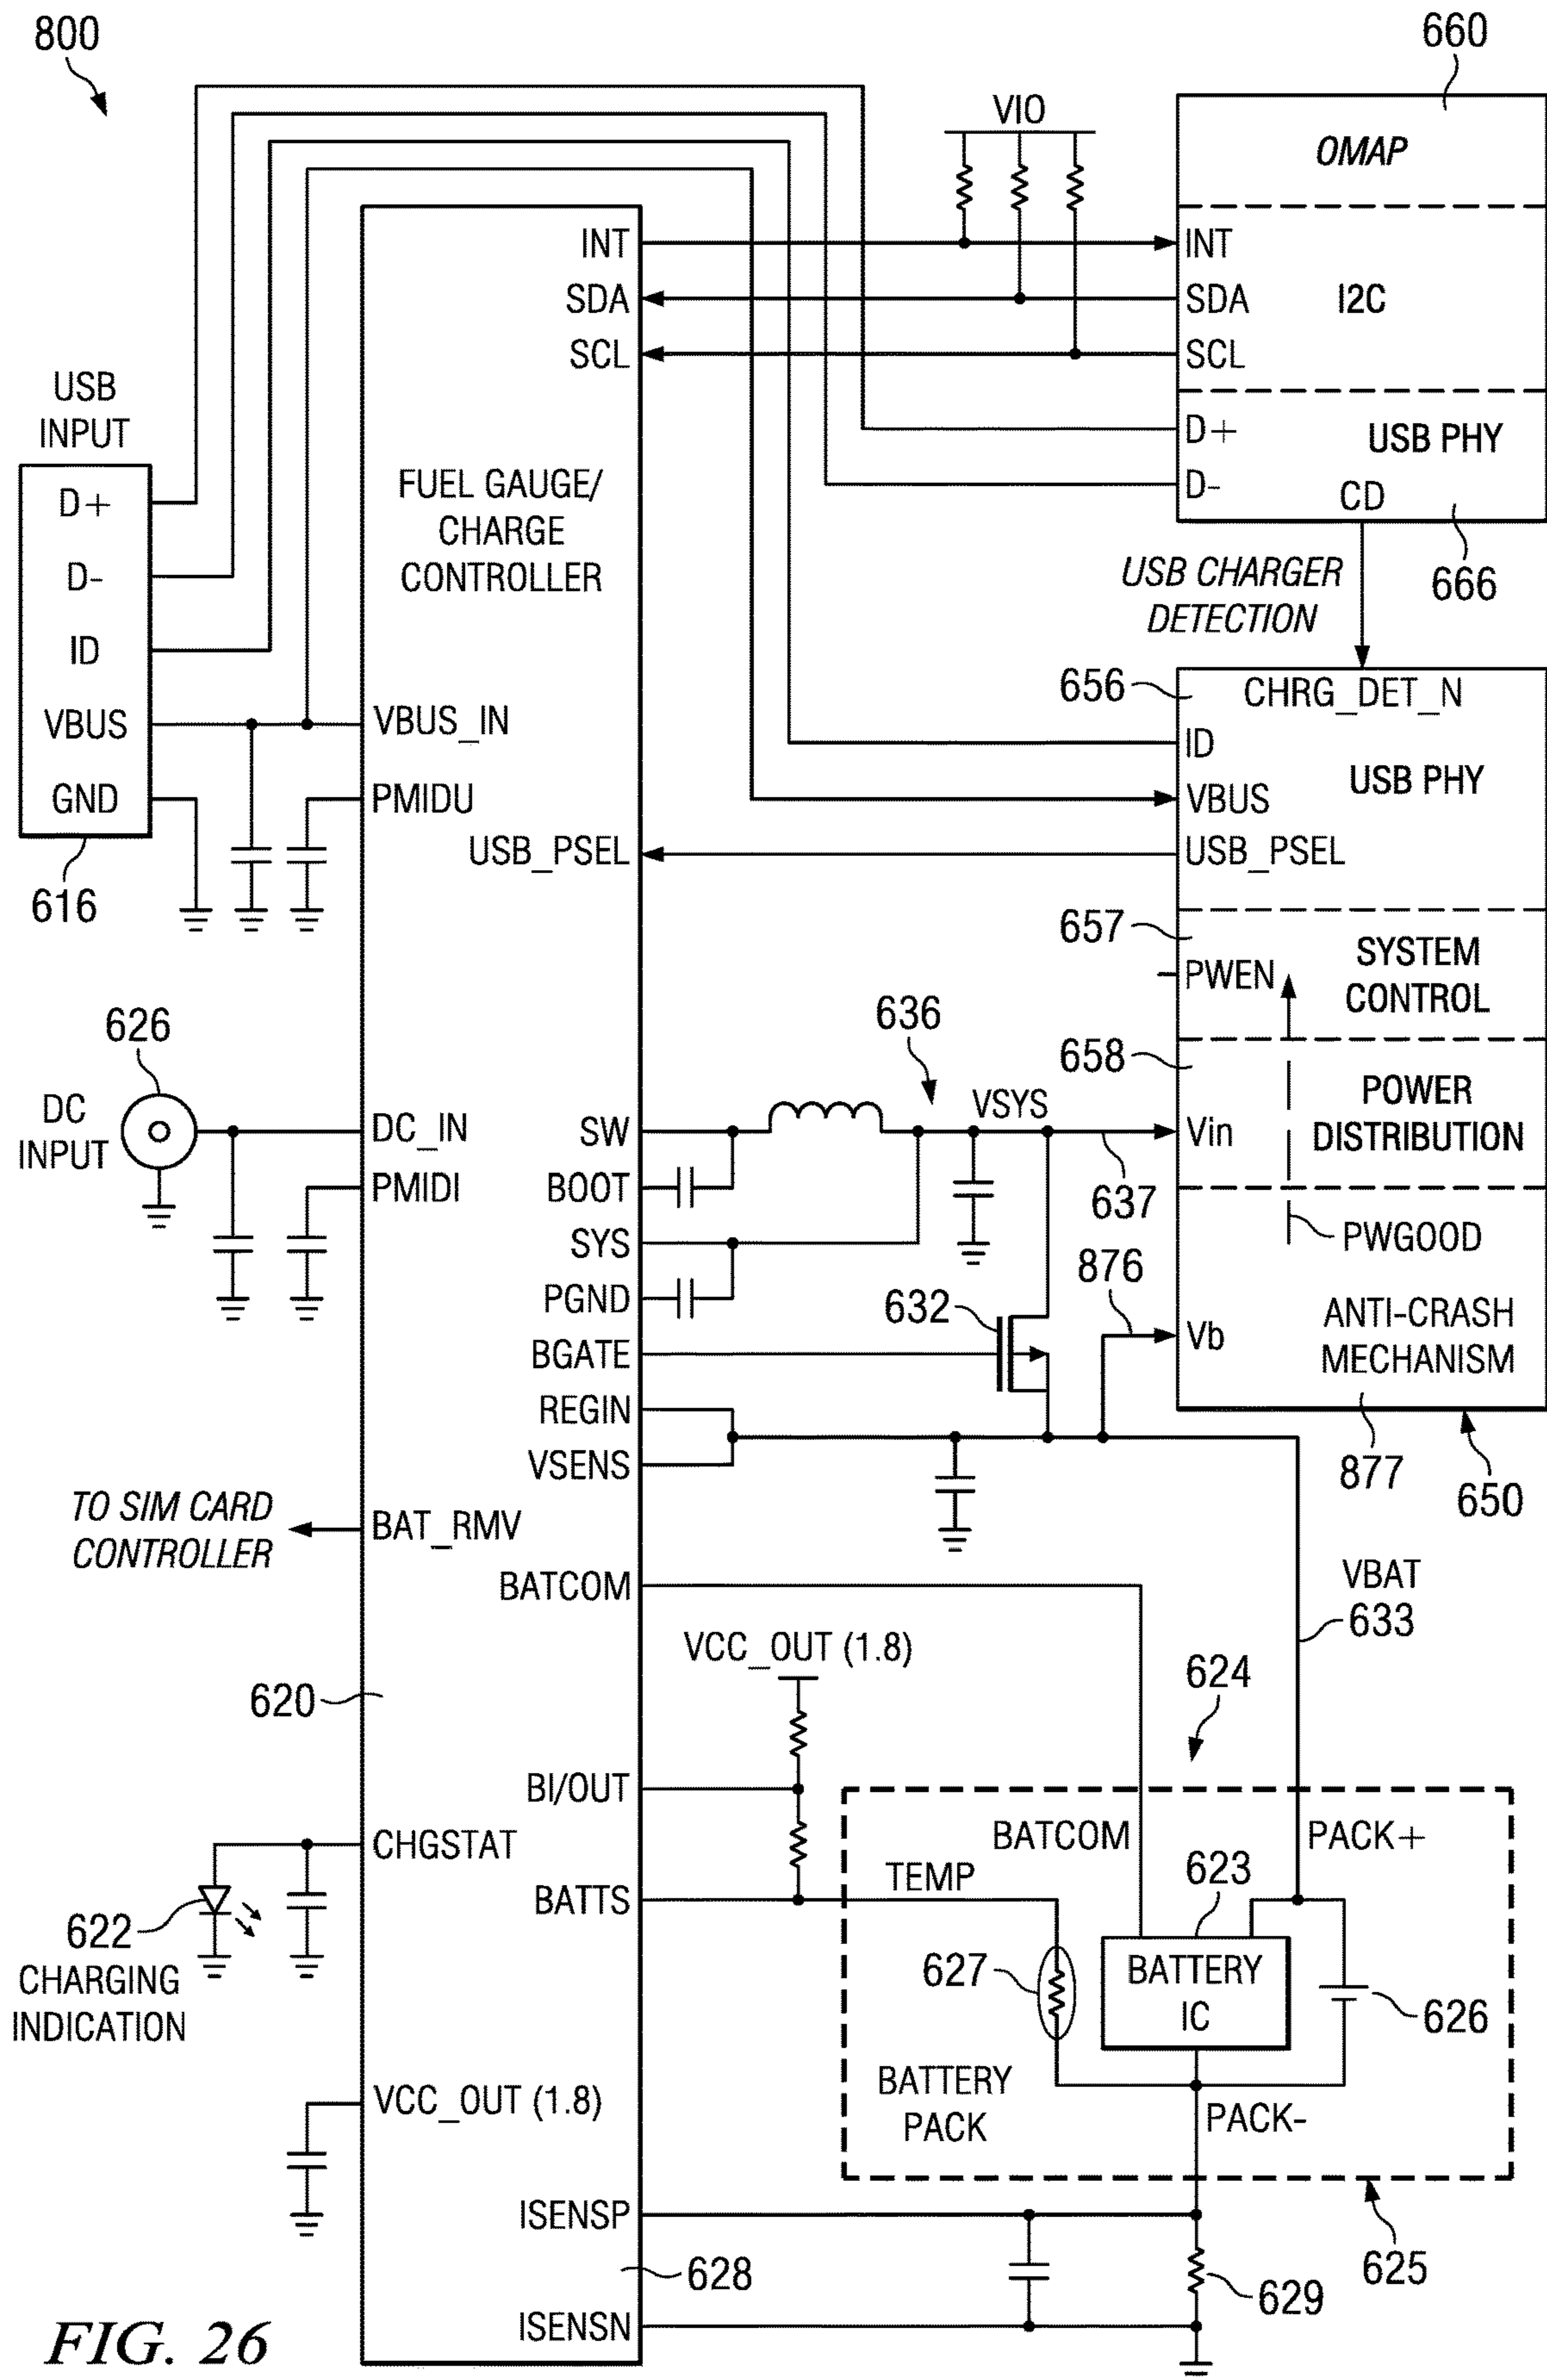 800
660
VIO
OMAP
INT
SDA
SCL
INT
SDA
SCL
I2C
USB
INPUT
D+
D-
ID
VBUS
GND
616
FUEL GAUGE/
CHARGE
CONTROLLER
D+
D-
USB PHY
CD
666
USB CHARGER
DETECTION
656
CHRG_DET_N
ID
USB PHY
VBUS
USB_PSEL
VBUS_IN
PMIDU
USB_PSEL
657
PWEN
SYSTEM
CONTROL
626
DC
INPUT
DC_IN
PMIDI
636
658
VSYS
POWER
DISTRIBUTION
Vin
637
SW
BOOT
SYS
PGND
BGATE
REGIN
VSENS
632
876
PWGOOD
Vb
ANTI-CRASH
MECHANISM
877
650
TO SIM CARD
CONTROLLER
BAT_RMV
BATCOM
VBAT
633
VCC_OUT (1.8)
624
620
BI/OUT
CHGSTAT
BATTS
622
CHARGING
INDICATION
BATCOM
PACK+
TEMP
623
627
BATTERY
IC
626
BATTERY
PACK
PACK-
VCC_OUT (1.8)
ISENSP
628
ISENSN
629
625
FIG. 26